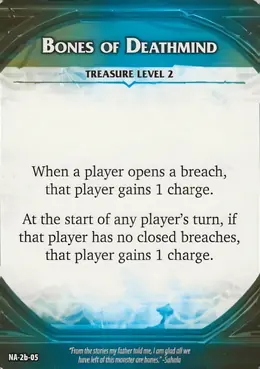 BONES OF DEATHMIND
TREASURE LEVEL 2
When a player opens a breach,
that player gains 1 charge.
At the start of any player's turn, if
that player has no closed breaches,
that player gains 1 charge.
NA-2b-05
"From the stories my father told me, I am glad all we
have left of this monster are bones." -Sahala